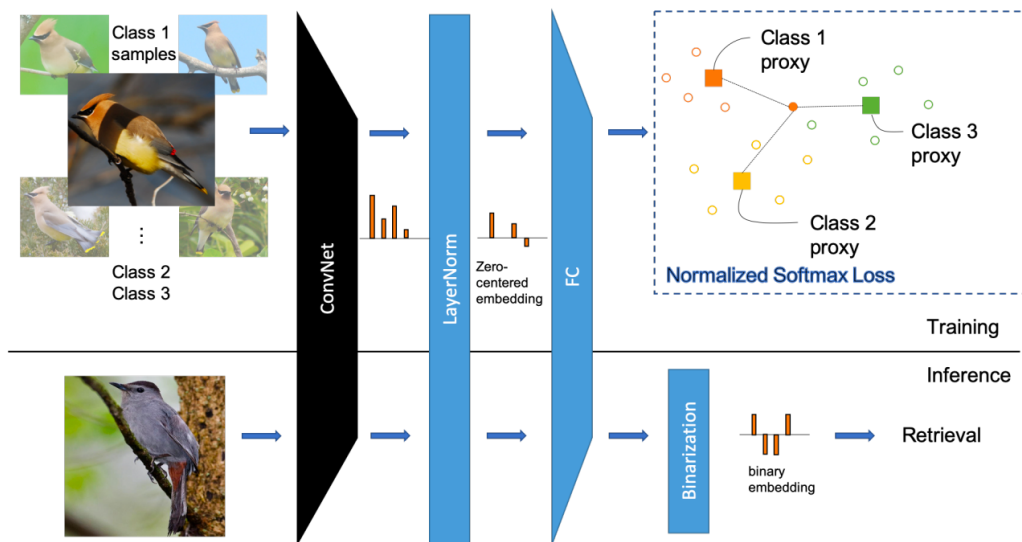 Class 1
samples
⋮
Class 2
Class 3
ConvNet
LayerNorm
Zero-
centered
embedding
FC
Class 1
proxy
Class 3
proxy
Class 2
proxy
Normalized Softmax Loss
Training
Inference
Binarization
binary
embedding
Retrieval